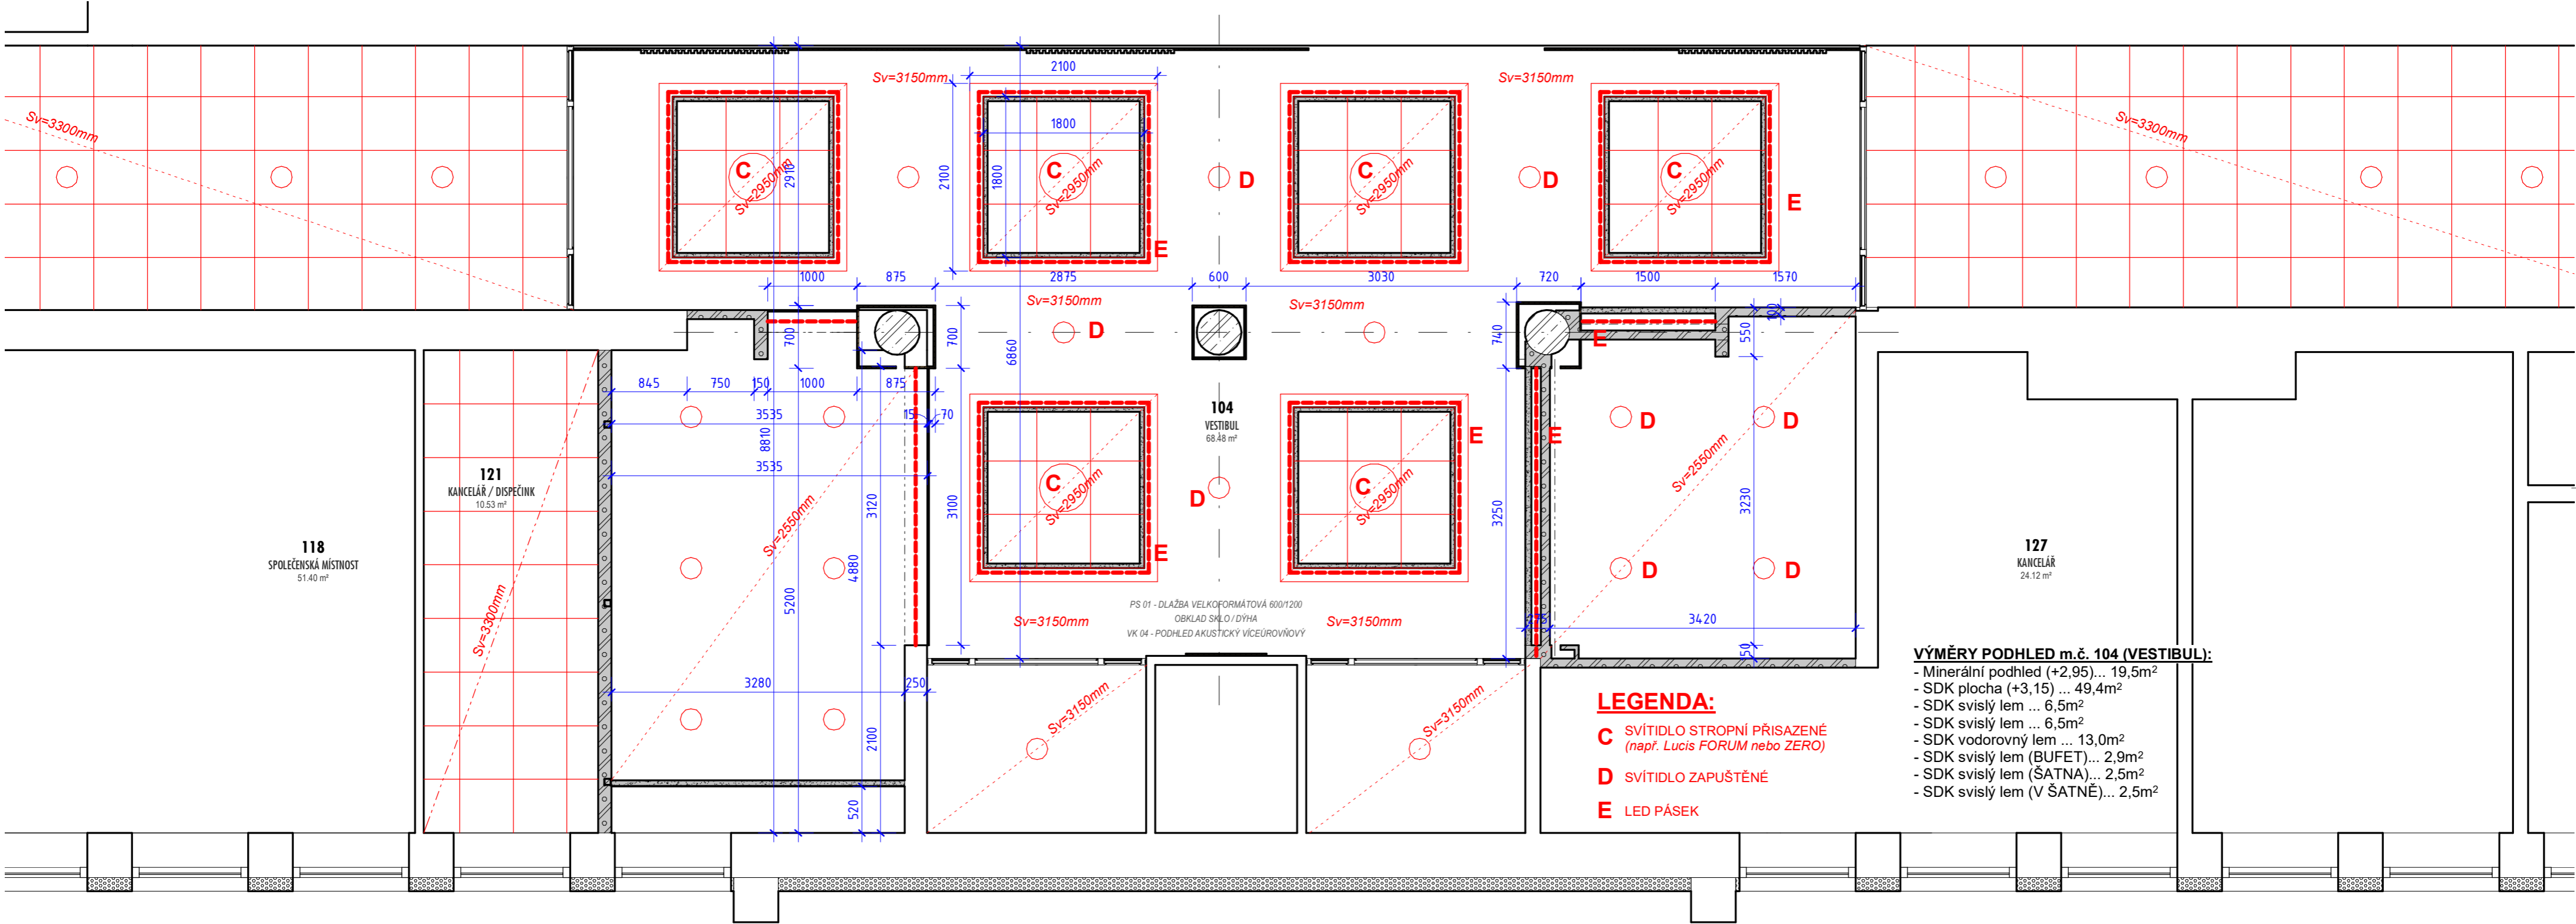 2100
Sv=3150mm
Sv=3150mm
Sv=3300mm
Sv=3300mm
1800
2910
2100
1800
C
Sv=2950mm
C
Sv=2950mm
D
C
Sv=2950mm
D
C
Sv=2950mm
E
E
1000
875
2875
600
3030
720
1500
1570
Sv=3150mm
Sv=3150mm
D
700
700
6860
740
E
550
100
845
750
150
1000
875
3535
15
70
8810
3535
104
VESTIBUL
68.48 m²
E
E
D
D
121
KANCELÁŘ / DISPEČINK
10.53 m²
C
Sv=2950mm
D
C
Sv=2950mm
3120
3100
3250
3230
Sv=2550mm
Sv=2550mm
118
SPOLEČENSKÁ MÍSTNOST
51.40 m²
127
KANCELÁŘ
24.12 m²
4880
5200
E
D
D
Sv=3300mm
PS 01 - DLAŽBA VELKOFORMÁTOVÁ 600/1200
OBKLAD SKLO / DÝHA
VK 04 - PODHLED AKUSTICKÝ VÍCEÚROVŇOVÝ
Sv=3150mm
Sv=3150mm
3420
150
3280
250
2100
520
Sv=3150mm
Sv=3150mm
LEGENDA:
C SVÍTIDLO STROPNÍ PŘISAZENÉ
(např. Lucis FORUM nebo ZERO)
D SVÍTIDLO ZAPUŠTĚNÉ
E LED PÁSEK
VÝMĚRY PODHLED m.č. 104 (VESTIBUL):
- Minerální podhled (+2,95)... 19,5m²
- SDK plocha (+3,15) ... 49,4m²
- SDK svislý lem ... 6,5m²
- SDK svislý lem ... 6,5m²
- SDK vodorovný lem ... 13,0m²
- SDK svislý lem (BUFET)... 2,9m²
- SDK svislý lem (ŠATNA)... 2,5m²
- SDK svislý lem (V ŠATNĚ)... 2,5m²